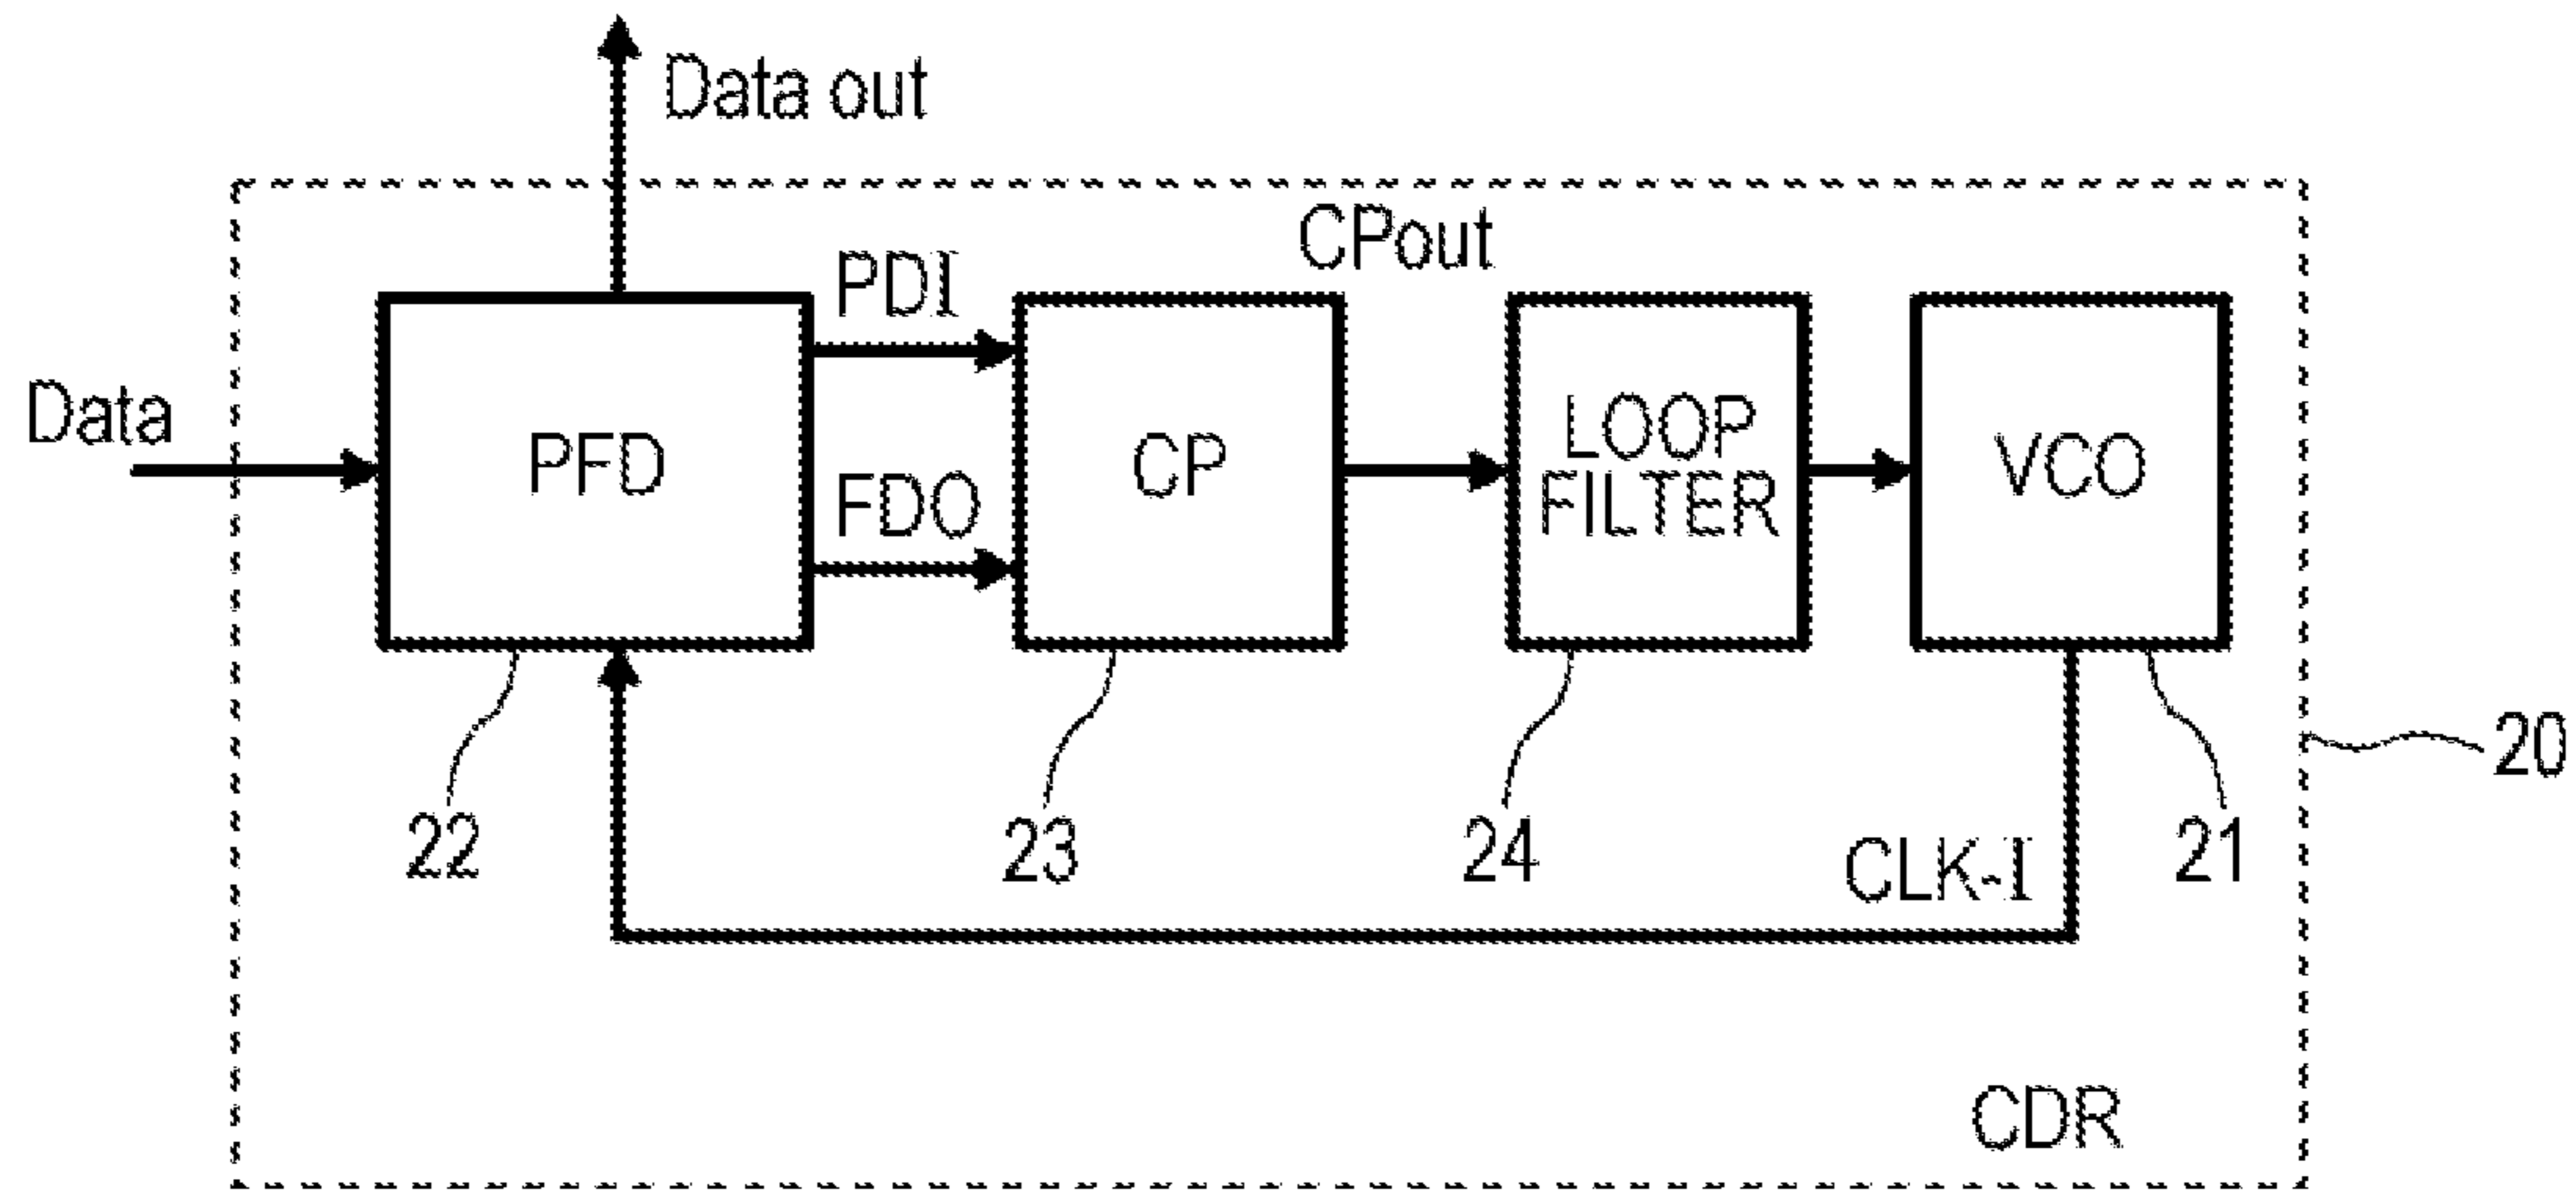 Data out
CPout
PDI
Data
PFD
FDO
CP
LOOP
FILTER
VCO
20
22
23
24
CLK-I
21
CDR